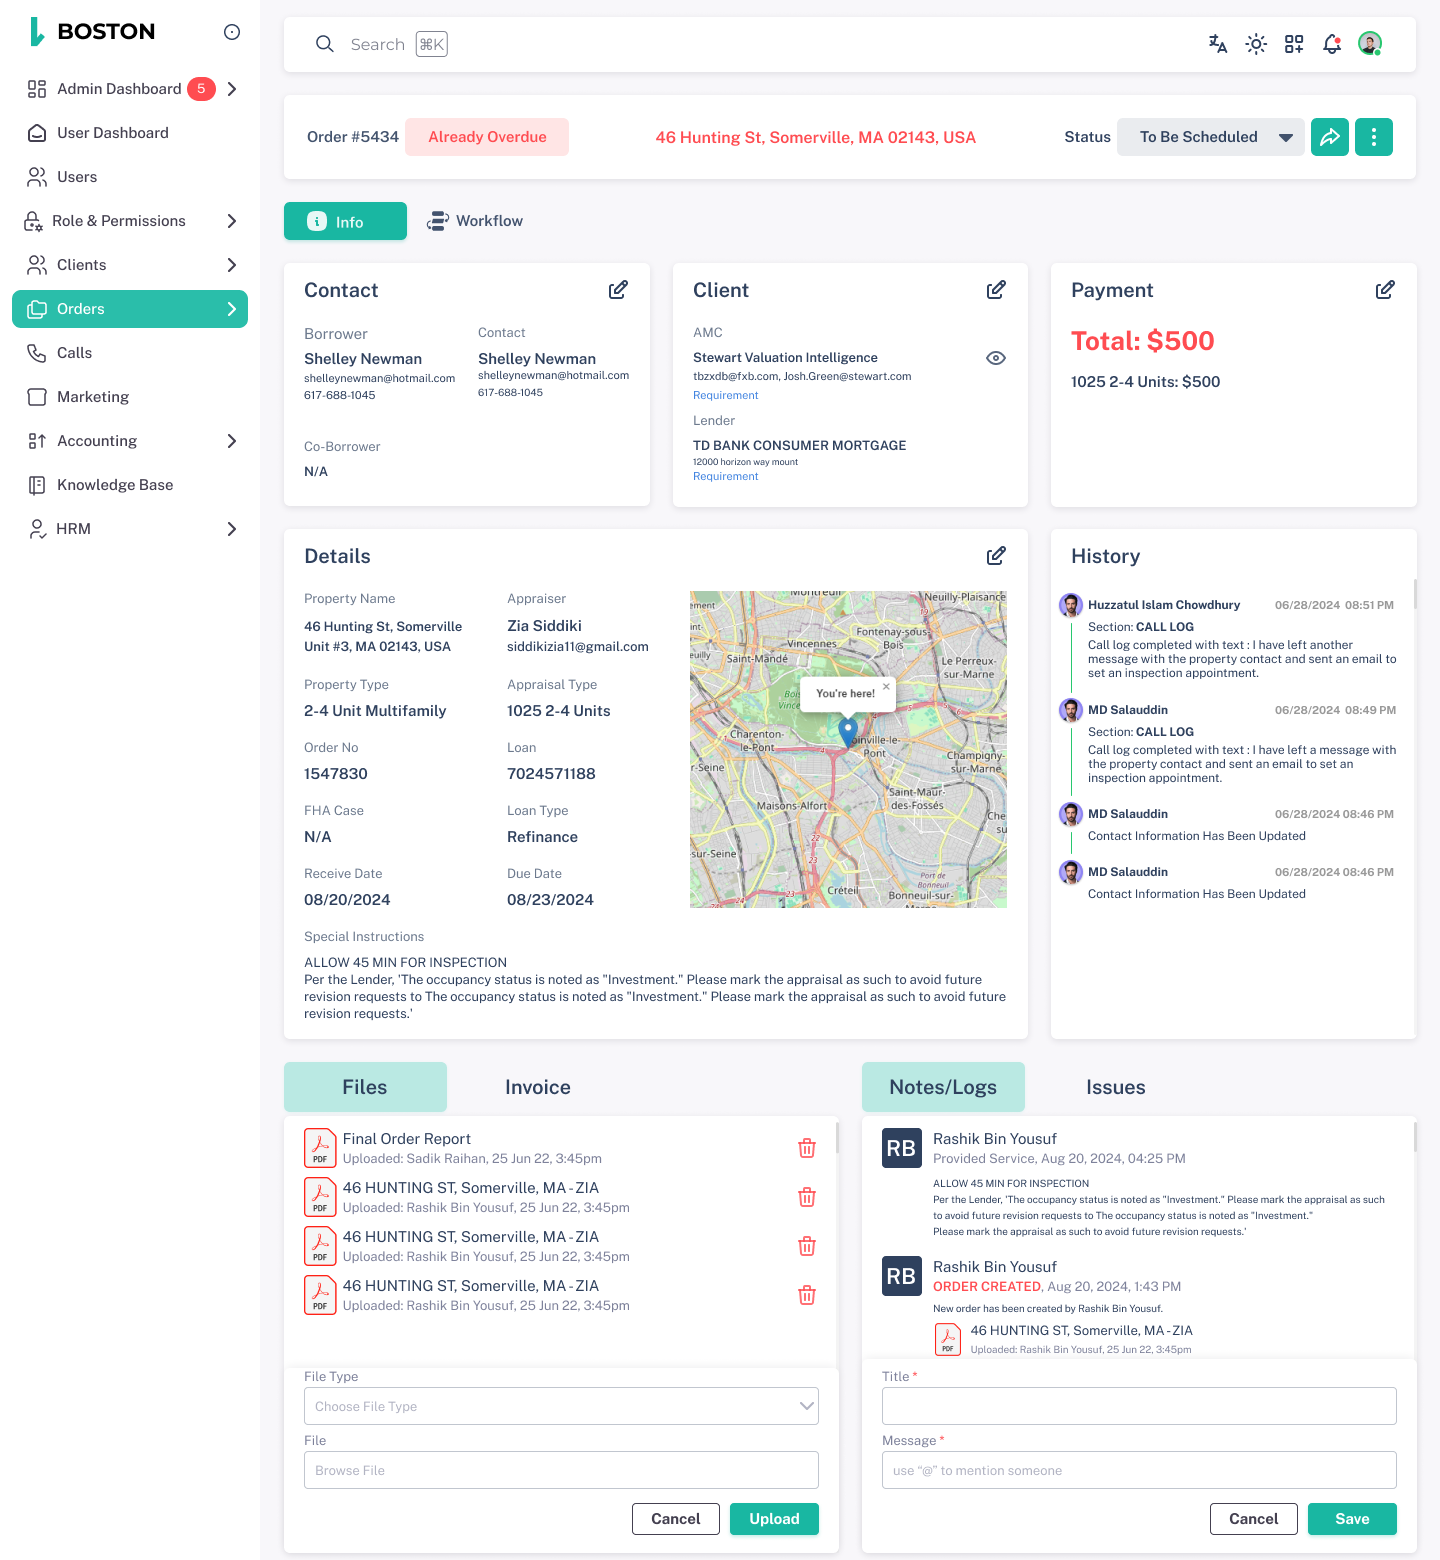 BOSTON
Admin Dashboard 5
User Dashboard
Users
Role & Permissions
Clients
Orders
Calls
Marketing
Accounting
Knowledge Base
HRM
Search ⌘K
Order #5434 Already Overdue 46 Hunting St, Somerville, MA 02143, USA Status To Be Scheduled
Info Workflow
Contact
Borrower
Shelley Newman
shelleynewman@hotmail.com
617-688-1045
Contact
Shelley Newman
shelleynewman@hotmail.com
617-688-1045
Co-Borrower
N/A
Client
AMC
Stewart Valuation Intelligence
tbzxdb@fxb.com, Josh.Green@stewart.com
Requirement
Lender
TD BANK CONSUMER MORTGAGE
12000 horizon way mount
Requirement
Payment
Total: $500
1025 2-4 Units: $500
Details
Property Name
46 Hunting St, Somerville
Unit #3, MA 02143, USA
Appraiser
Zia Siddiki
siddikizia11@gmail.com
Property Type
2-4 Unit Multifamily
Appraisal Type
1025 2-4 Units
Order No
1547830
Loan
7024571188
FHA Case
N/A
Loan Type
Refinance
Receive Date
08/20/2024
Due Date
08/23/2024
Montreuil
Neuilly-Plaisance
ement
Fontenay-sous-
Bois
Vincennes
Saint-Mandé
Le Perreux-
sur-Marne
Bois
Vince
You're here! ×
Charenton-
le-Pont
oinville-le-
Pont
Champigny-
sur-Marne
r-Seine
Maisons-Alfort
Saint-Maur-
des-Fossés
Che
su
22
23
22
sur-Seine
Créteil
Port de
Bonneuil
Bonneuil-sur-
Marne
23
Special Instructions
ALLOW 45 MIN FOR INSPECTION
Per the Lender, 'The occupancy status is noted as "Investment." Please mark the appraisal as such to avoid future
revision requests to The occupancy status is noted as "Investment." Please mark the appraisal as such to avoid future
revision requests.'
History
Huzzatul Islam Chowdhury 06/28/2024 08:51 PM
Section: CALL LOG
Call log completed with text : I have left another
message with the property contact and sent an email to
set an inspection appointment.
MD Salauddin 06/28/2024 08:49 PM
Section: CALL LOG
Call log completed with text : I have left a message with
the property contact and sent an email to set an
inspection appointment.
MD Salauddin 06/28/2024 08:46 PM
Contact Information Has Been Updated
MD Salauddin 06/28/2024 08:46 PM
Contact Information Has Been Updated
Files Invoice
PDF
Final Order Report
Uploaded: Sadik Raihan, 25 Jun 22, 3:45pm
PDF
46 HUNTING ST, Somerville, MA - ZIA
Uploaded: Rashik Bin Yousuf, 25 Jun 22, 3:45pm
PDF
46 HUNTING ST, Somerville, MA - ZIA
Uploaded: Rashik Bin Yousuf, 25 Jun 22, 3:45pm
PDF
46 HUNTING ST, Somerville, MA - ZIA
Uploaded: Rashik Bin Yousuf, 25 Jun 22, 3:45pm
File Type
Choose File Type
File
Browse File
Cancel Upload
Notes/Logs Issues
RB
Rashik Bin Yousuf
Provided Service, Aug 20, 2024, 04:25 PM
ALLOW 45 MIN FOR INSPECTION
Per the Lender, 'The occupancy status is noted as "Investment." Please mark the appraisal as such
to avoid future revision requests to The occupancy status is noted as "Investment."
Please mark the appraisal as such to avoid future revision requests.'
RB
Rashik Bin Yousuf
ORDER CREATED, Aug 20, 2024, 1:43 PM
New order has been created by Rashik Bin Yousuf.
PDF
46 HUNTING ST, Somerville, MA - ZIA
Uploaded: Rashik Bin Yousuf, 25 Jun 22, 3:45pm
Title *
Message *
use “@” to mention someone
Cancel Save